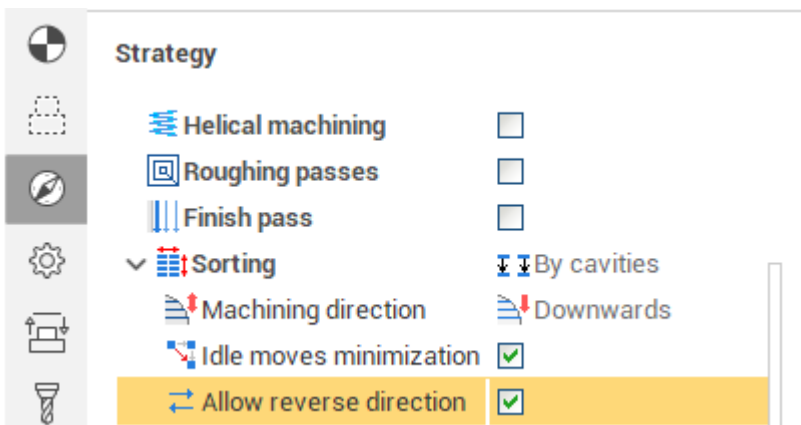 Strategy
Helical machining
Roughing passes
Finish pass
Sorting By cavities
Machining direction Downwards
Idle moves minimization
Allow reverse direction